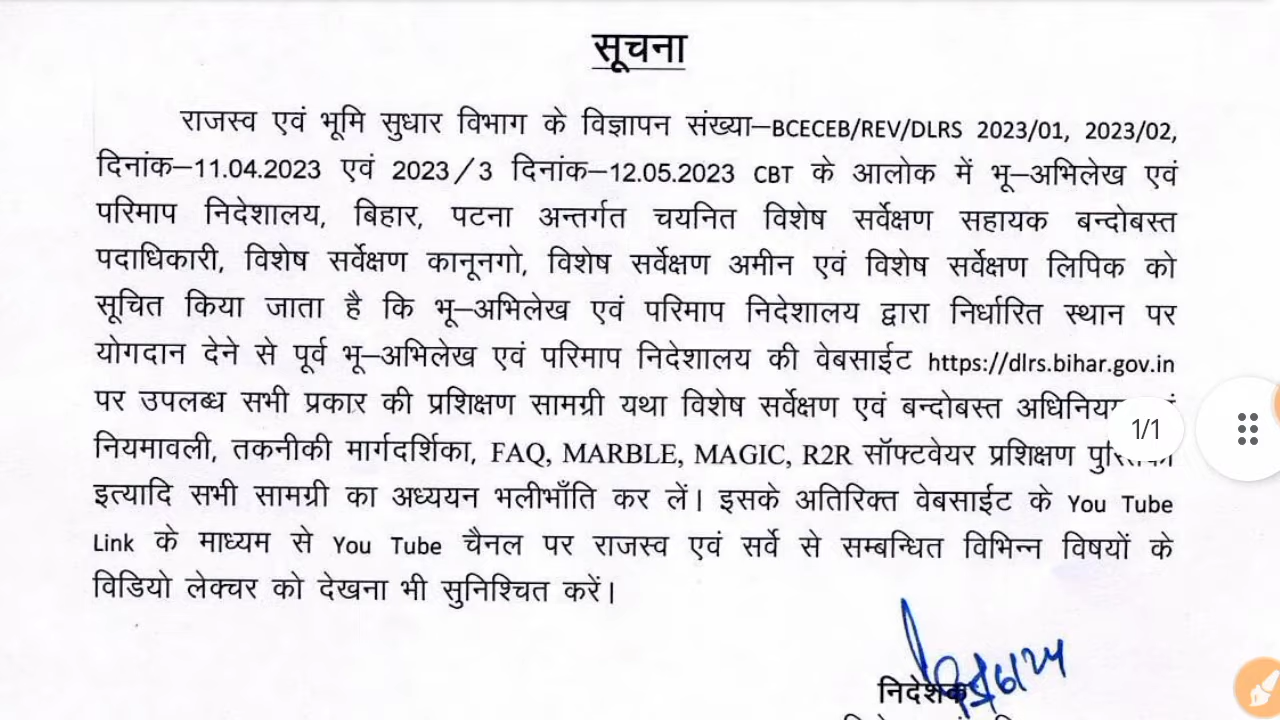 सूचना
राजस्व एवं भूमि सुधार विभाग के विज्ञापन संख्या–BCECEB/REV/DLRS 2023/01, 2023/02,
दिनांक–11.04.2023 एवं 2023/3 दिनांक–12.05.2023 CBT के आलोक में भू–अभिलेख एवं
परिमाप निदेशालय, बिहार, पटना अन्तर्गत चयनित विशेष सर्वेक्षण सहायक बन्दोबस्त
पदाधिकारी, विशेष सर्वेक्षण कानूनगो, विशेष सर्वेक्षण अमीन एवं विशेष सर्वेक्षण लिपिक को
सूचित किया जाता है कि भू–अभिलेख एवं परिमाप निदेशालय द्वारा निर्धारित स्थान पर
योगदान देने से पूर्व भू–अभिलेख एवं परिमाप निदेशालय की वेबसाईट https://dlrs.bihar.gov.in
पर उपलब्ध सभी प्रकार की प्रशिक्षण सामग्री यथा विशेष सर्वेक्षण एवं बन्दोबस्त
1/1
नियमावली, तकनीकी मार्गदर्शिका, FAQ, MARBLE, MAGIC, R2R सॉफ्टवेयर प्रशिक्षण
इत्यादि सभी सामग्री का अध्ययन भलीभाँति कर लें। इसके अतिरिक्त वेबसाईट के You Tube
Link के माध्यम से You Tube चैनल पर राजस्व एवं सर्वे से सम्बन्धित विभिन्न विषयों के
विडियो लेक्चर को देखना भी सुनिश्चित करें।
निदेशक